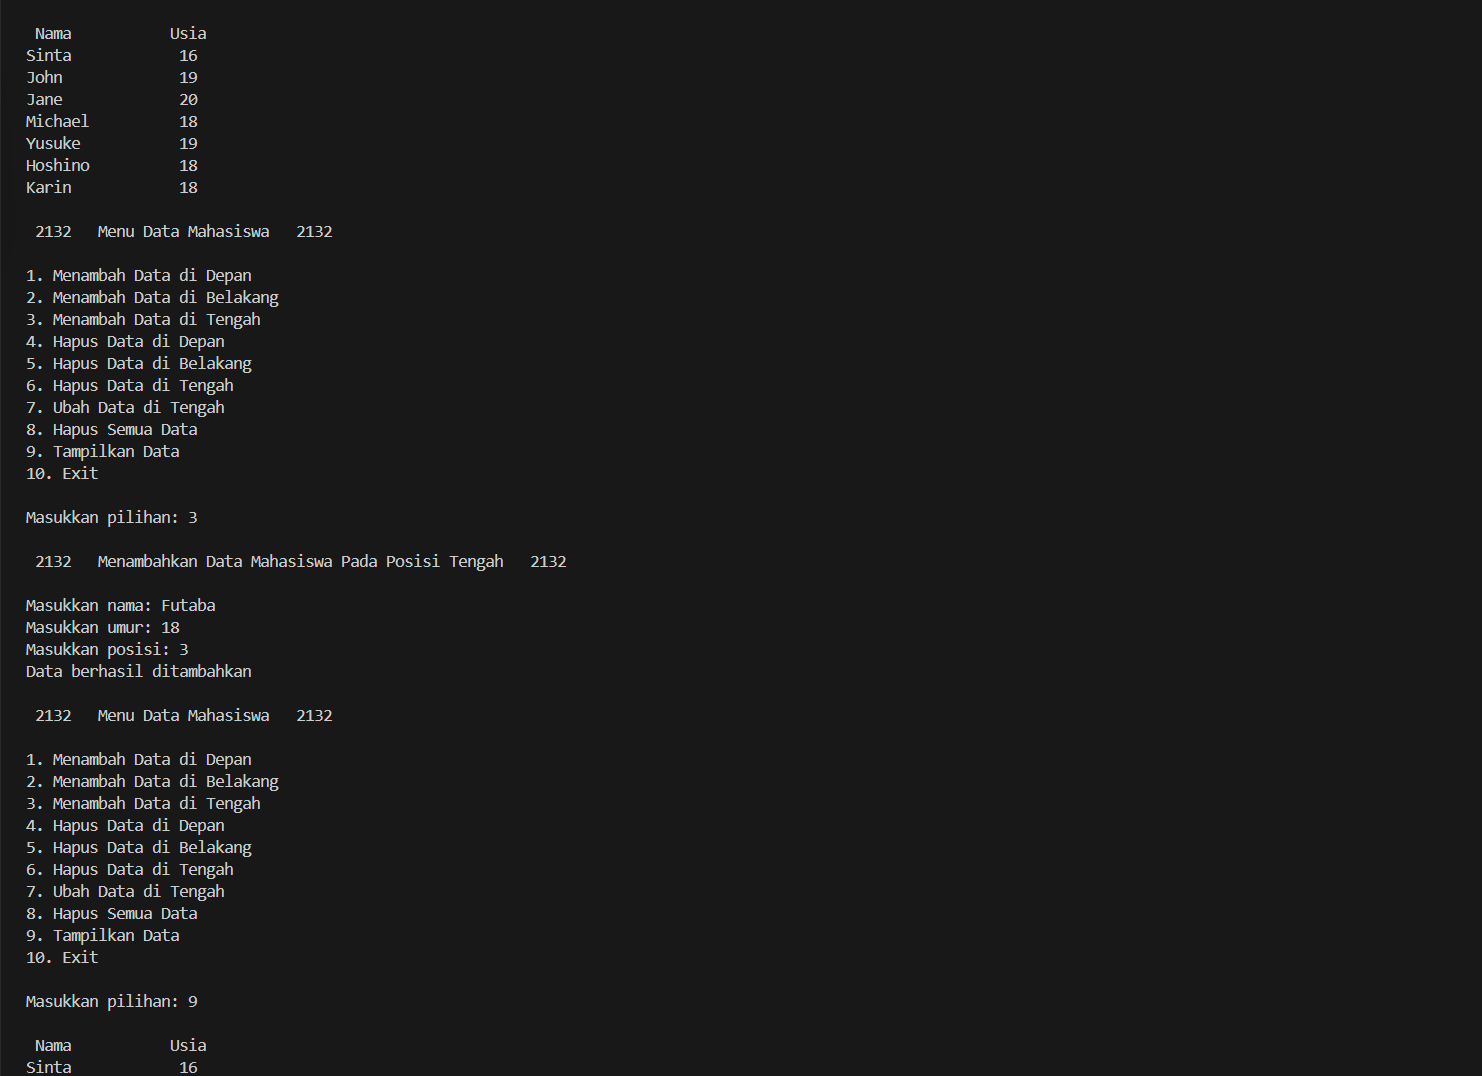 Nama Usia
Sinta 16
John 19
Jane 20
Michael 18
Yusuke 19
Hoshino 18
Karin 18
2132 Menu Data Mahasiswa 2132
1. Menambah Data di Depan
2. Menambah Data di Belakang
3. Menambah Data di Tengah
4. Hapus Data di Depan
5. Hapus Data di Belakang
6. Hapus Data di Tengah
7. Ubah Data di Tengah
8. Hapus Semua Data
9. Tampilkan Data
10. Exit
Masukkan pilihan: 3
2132 Menambahkan Data Mahasiswa Pada Posisi Tengah 2132
Masukkan nama: Futaba
Masukkan umur: 18
Masukkan posisi: 3
Data berhasil ditambahkan
2132 Menu Data Mahasiswa 2132
1. Menambah Data di Depan
2. Menambah Data di Belakang
3. Menambah Data di Tengah
4. Hapus Data di Depan
5. Hapus Data di Belakang
6. Hapus Data di Tengah
7. Ubah Data di Tengah
8. Hapus Semua Data
9. Tampilkan Data
10. Exit
Masukkan pilihan: 9
Nama Usia
Sinta 16